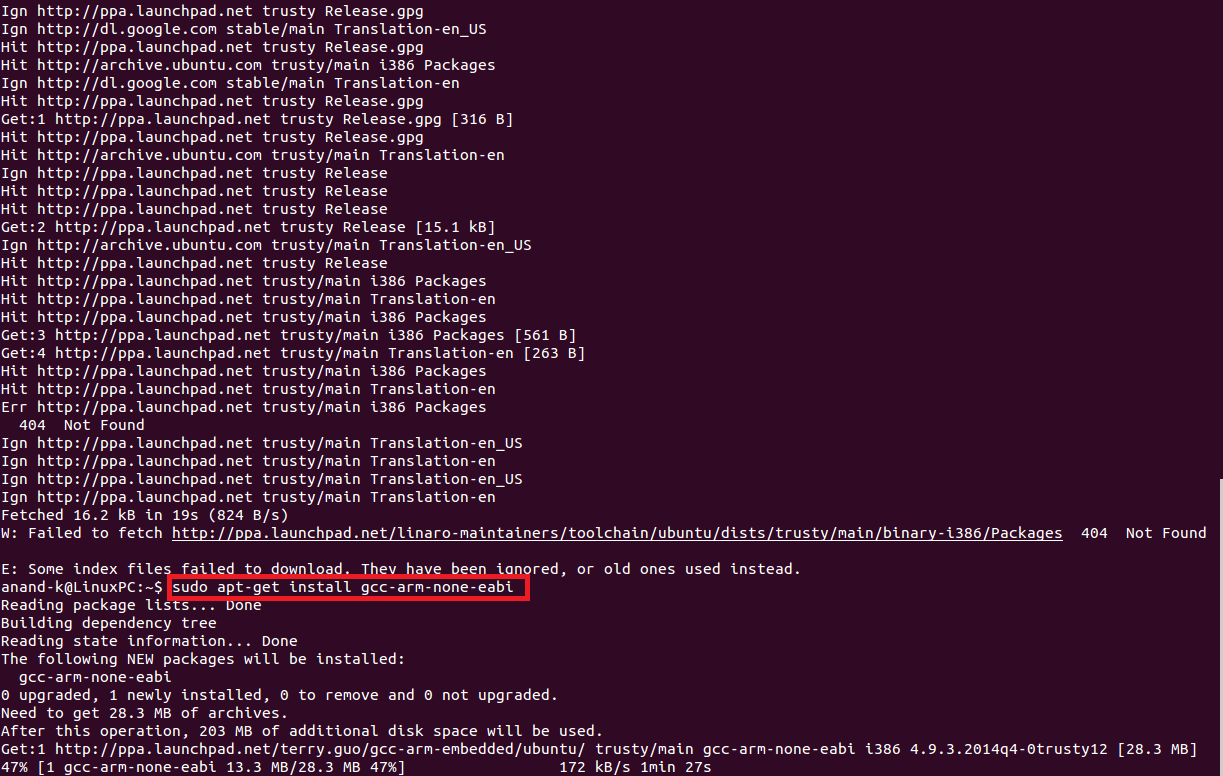 Ign http://ppa.launchpad.net trusty Release.gpg
Ign http://dl.google.com stable/main Translation-en_US
Hit http://ppa.launchpad.net trusty Release.gpg
Hit http://archive.ubuntu.com trusty/main i386 Packages
Ign http://dl.google.com stable/main Translation-en
Hit http://ppa.launchpad.net trusty Release.gpg
Get:1 http://ppa.launchpad.net trusty Release.gpg [316 B]
Hit http://ppa.launchpad.net trusty Release.gpg
Hit http://archive.ubuntu.com trusty/main Translation-en
Ign http://ppa.launchpad.net trusty Release
Hit http://ppa.launchpad.net trusty Release
Hit http://ppa.launchpad.net trusty Release
Get:2 http://ppa.launchpad.net trusty Release [15.1 kB]
Ign http://archive.ubuntu.com trusty/main Translation-en_US
Hit http://ppa.launchpad.net trusty Release
Hit http://ppa.launchpad.net trusty/main i386 Packages
Hit http://ppa.launchpad.net trusty/main Translation-en
Hit http://ppa.launchpad.net trusty/main i386 Packages
Get:3 http://ppa.launchpad.net trusty/main i386 Packages [561 B]
Get:4 http://ppa.launchpad.net trusty/main Translation-en [263 B]
Hit http://ppa.launchpad.net trusty/main i386 Packages
Hit http://ppa.launchpad.net trusty/main Translation-en
Err http://ppa.launchpad.net trusty/main i386 Packages
  404  Not Found
Ign http://ppa.launchpad.net trusty/main Translation-en_US
Ign http://ppa.launchpad.net trusty/main Translation-en
Ign http://ppa.launchpad.net trusty/main Translation-en_US
Ign http://ppa.launchpad.net trusty/main Translation-en
Fetched 16.2 kB in 19s (824 B/s)
W: Failed to fetch http://ppa.launchpad.net/linaro-maintainers/toolchain/ubuntu/dists/trusty/main/binary-i386/Packages  404  Not Found
E: Some index files failed to download. They have been ignored, or old ones used instead.
anand-k@LinuxPC:~$ sudo apt-get install gcc-arm-none-eabi
Reading package lists... Done
Building dependency tree
Reading state information... Done
The following NEW packages will be installed:
  gcc-arm-none-eabi
0 upgraded, 1 newly installed, 0 to remove and 0 not upgraded.
Need to get 28.3 MB of archives.
After this operation, 203 MB of additional disk space will be used.
Get:1 http://ppa.launchpad.net/terry.guo/gcc-arm-embedded/ubuntu/ trusty/main gcc-arm-none-eabi i386 4.9.3.2014q4-0trusty12 [28.3 MB]
47% [1 gcc-arm-none-eabi 13.3 MB/28.3 MB 47%]                 172 kB/s 1min 27s